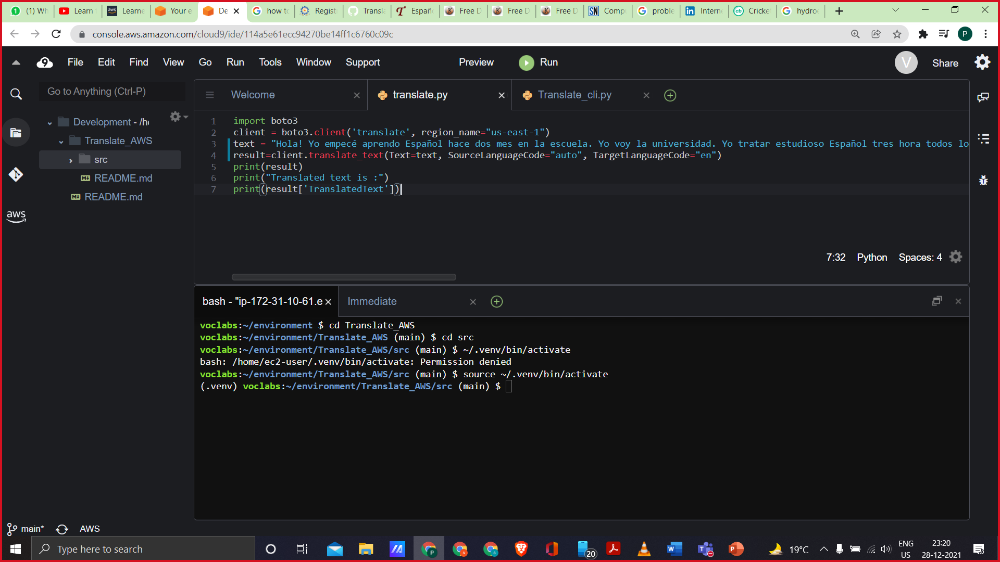 (1) Wh
Learn
Learne
Your e
De
how to
Regist
Transla
Españ
Free D
Free D
Free D
Comp
proble
Intern
Cricke
hydroe
console.aws.amazon.com/cloud9/ide/114a5e61ecc94270be14ff1c6760c09c
P
9 File Edit Find View Go Run Tools Window Support Preview Run V Share
Go to Anything (Ctrl-P)
Welcome translate.py Translate_cli.py
Development - /h
Translate_AWS
src
README.md
README.md
aws
1 import boto3
2 client = boto3.client('translate', region_name="us-east-1")
3 text = "Hola! Yo empecé aprendo Español hace dos mes en la escuela. Yo voy la universidad. Yo tratar estudioso Español tres hora todos lo
4 result=client.translate_text(Text=text, SourceLanguageCode="auto", TargetLanguageCode="en")
5 print(result)
6 print("Translated text is :")
7 print(result['TranslatedText'])
7:32 Python Spaces: 4
bash - "ip-172-31-10-61.e Immediate
voclabs:~/environment $ cd Translate_AWS
voclabs:~/environment/Translate_AWS (main) $ cd src
voclabs:~/environment/Translate_AWS/src (main) $ ~/.venv/bin/activate
bash: /home/ec2-user/.venv/bin/activate: Permission denied
voclabs:~/environment/Translate_AWS/src (main) $ source ~/.venv/bin/activate
(.venv) voclabs:~/environment/Translate_AWS/src (main) $
main* AWS
Type here to search
20
19°C
ENG
US
23:20
28-12-2021